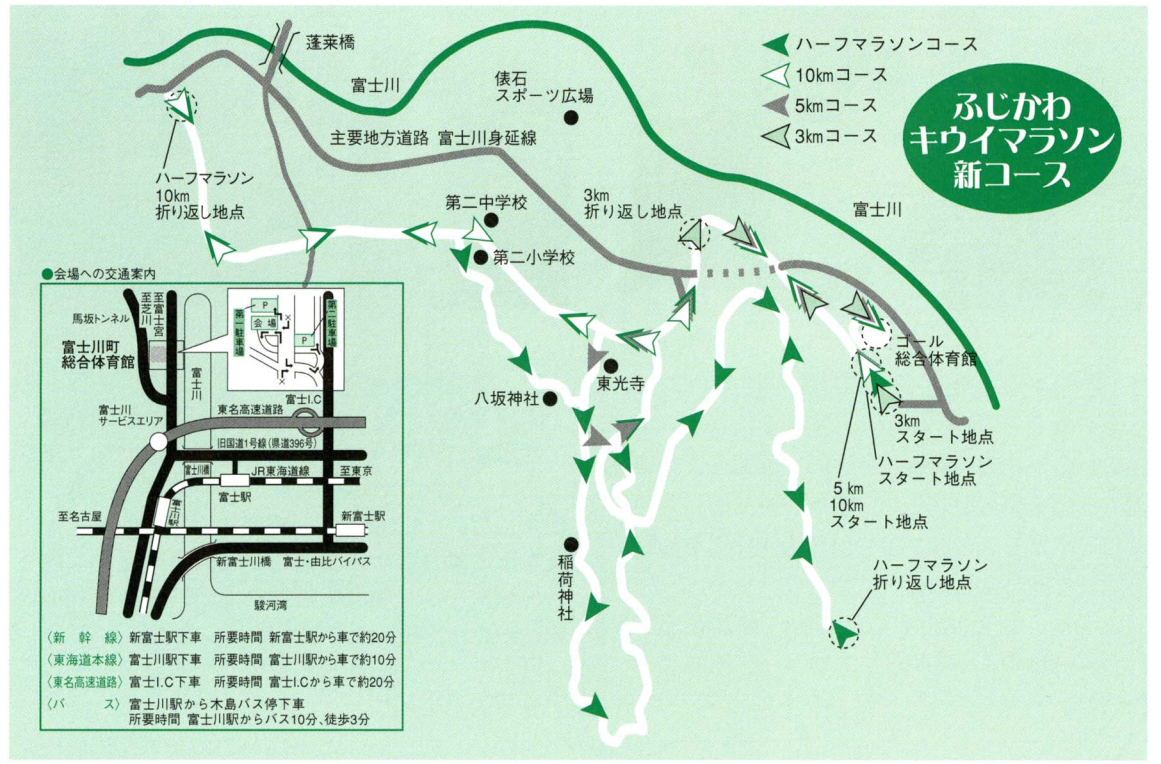 蓬莱橋
富士川
俵石
スポーツ広場
ハーフマラソンコース
10kmコース
5kmコース
3kmコース
ふじかわ
キウイマラソン
新コース
主要地方道路 富士川身延線
ハーフマラソン
10km
折り返し地点
第二中学校
第二小学校
3km
折り返し地点
富士川
ゴール
総合体育館
東光寺
八坂神社
3km
スタート地点
ハーフマラソン
スタート地点
5km
10km
スタート地点
稲荷神社
ハーフマラソン
折り返し地点
●会場への交通案内
至芝川
至富士宮
馬坂トンネル
富士川町
総合体育館
第一駐車場
P
会場
P
第二駐車場
富士川
富士I.C
富士川
サービスエリア
東名高速道路
旧国道1号線(県道396号)
富士川橋
JR東海道線
至東京
富士駅
富士川駅
至名古屋
新富士駅
新富士川橋
富士・由比バイパス
駿河湾
〈新幹線〉新富士駅下車 所要時間 新富士駅から車で約20分
〈東海道本線〉富士川駅下車 所要時間 富士川駅から車で約10分
〈東名高速道路〉富士I.C下車 所要時間 富士I.Cから車で約20分
〈バス〉富士川駅から木島バス停下車
所要時間 富士川駅からバス10分、徒歩3分